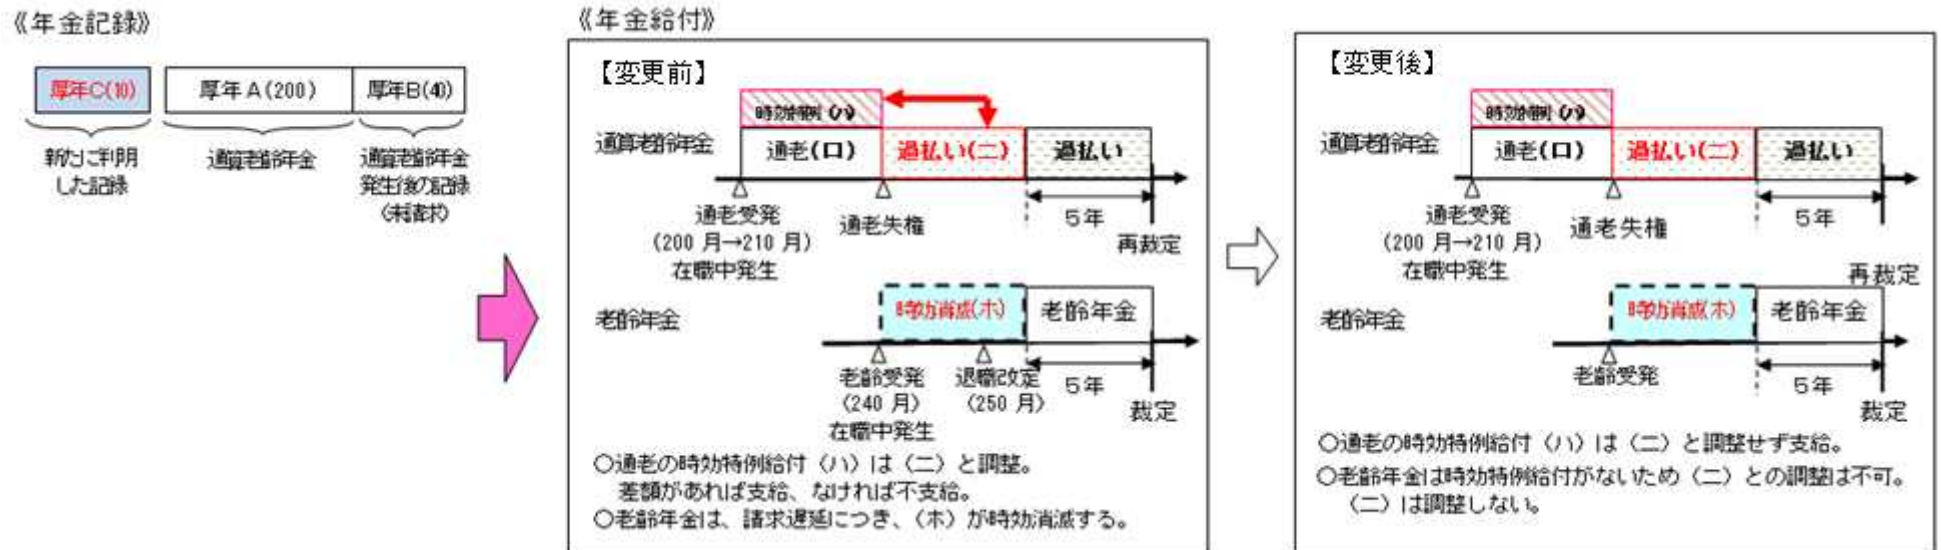 《年金記録》
厚年C(10)
厚年A(200)
厚年B(40)
新たに判明
した記録
通算老齢年金
通算老齢年金
発生後の記録
(未請求)
《年金給付》
【変更前】
時効特例(ハ)
通算老齢年金
通老(ロ)
過払い(ニ)
過払い
通老受発
(200月→210月)
在職中発生
通老失権
5年
再裁定
老齢年金
時効消滅(ホ)
老齢年金
老齢受発
(240月)
在職中発生
退職改定
(250月)
5年
裁定
○通老の時効特例給付(ハ)は(ニ)と調整。
差額があれば支給、なければ不支給。
○老齢年金は、請求遅延につき、(ホ)が時効消滅する。
【変更後】
時効特例(ハ)
通算老齢年金
通老(ロ)
過払い(ニ)
過払い
通老受発
(200月→210月)
在職中発生
通老失権
5年
再裁定
老齢年金
時効消滅(ホ)
老齢年金
老齢受発
5年
裁定
○通老の時効特例給付(ハ)は(ニ)と調整せず支給。
○老齢年金は時効特例給付がないため(ニ)との調整は不可。
(ニ)は調整しない。